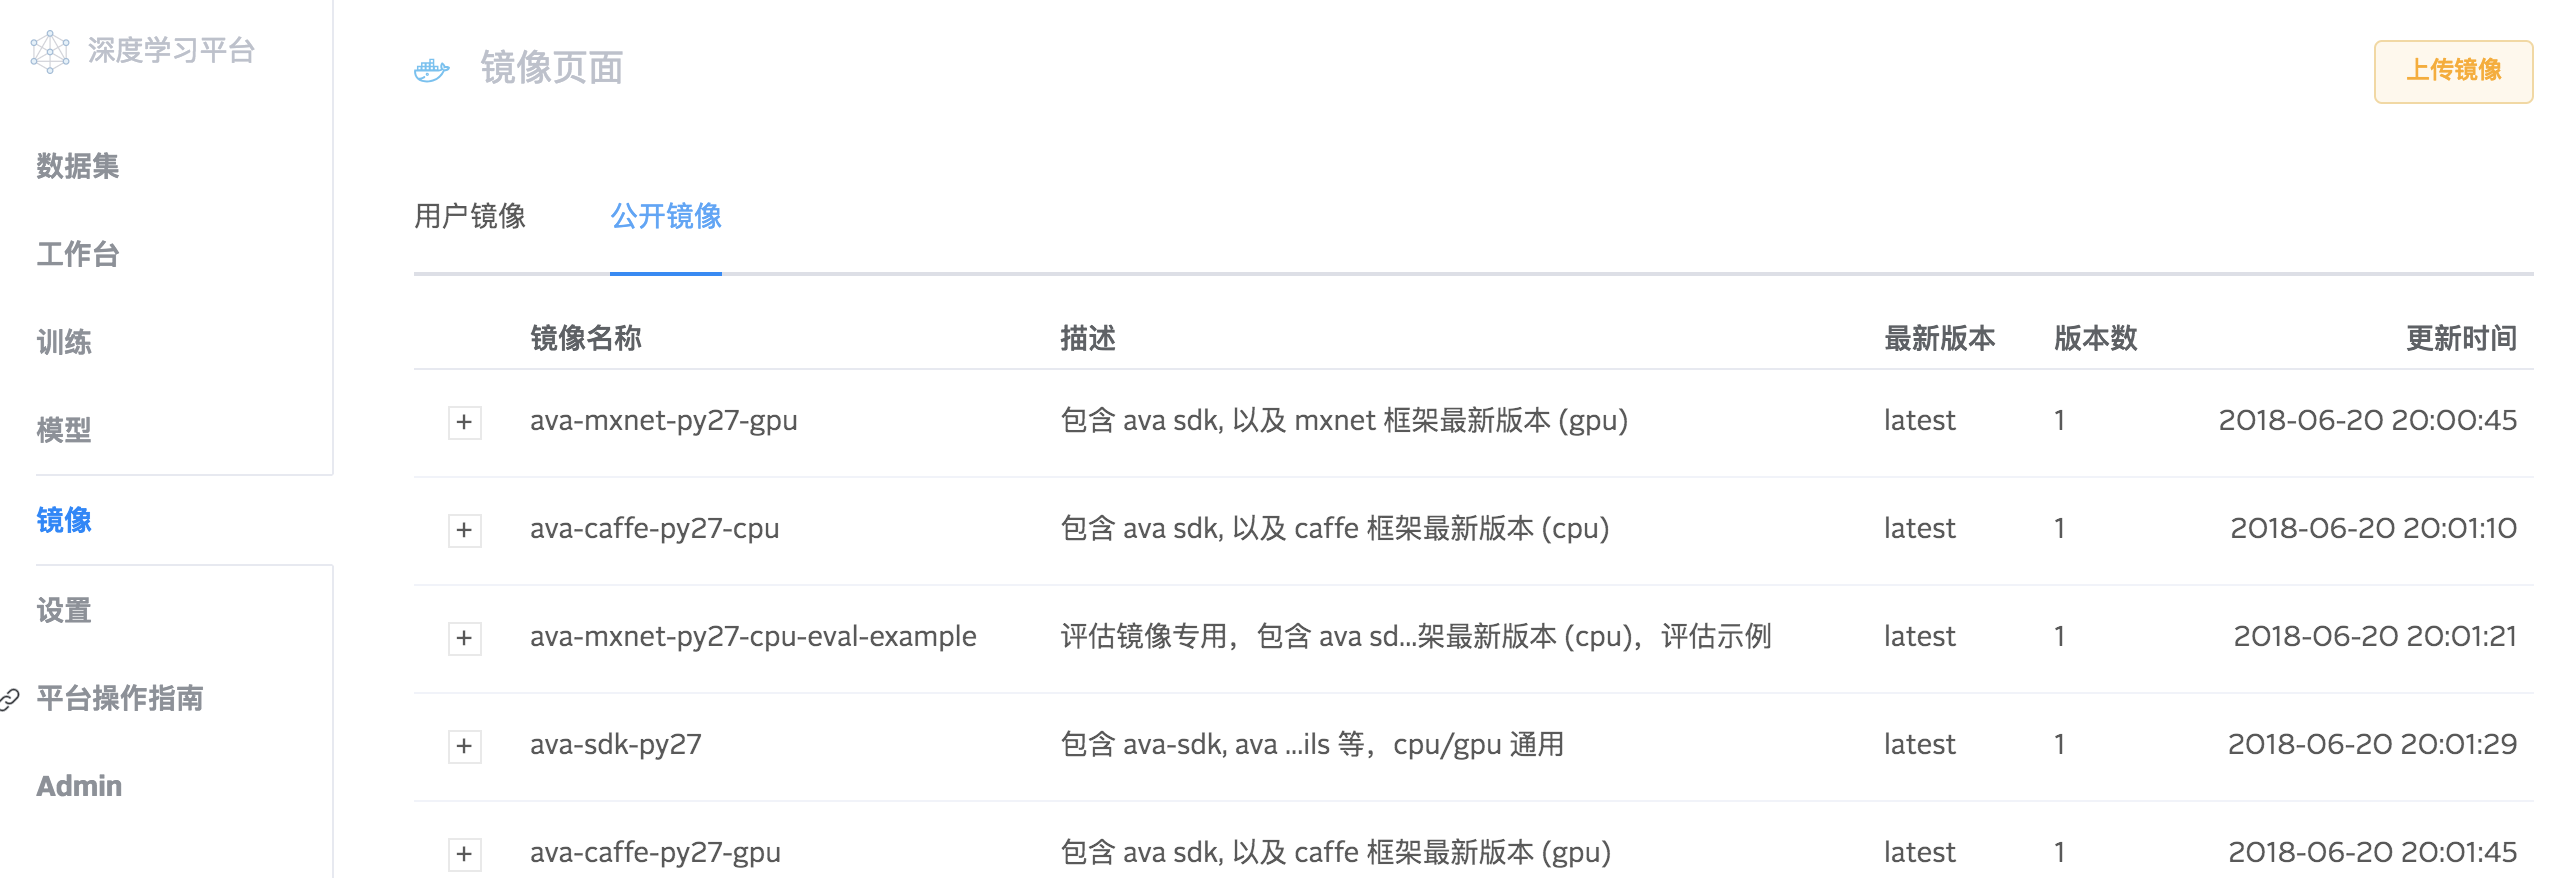 深度学习平台
镜像页面
上传镜像
数据集
工作台
训练
模型
镜像
设置
平台操作指南
Admin
用户镜像 公开镜像
镜像名称 描述 最新版本 版本数 更新时间
+ ava-mxnet-py27-gpu 包含 ava sdk, 以及 mxnet 框架最新版本 (gpu) latest 1 2018-06-20 20:00:45
+ ava-caffe-py27-cpu 包含 ava sdk, 以及 caffe 框架最新版本 (cpu) latest 1 2018-06-20 20:01:10
+ ava-mxnet-py27-cpu-eval-example 评估镜像专用，包含 ava sd...架最新版本 (cpu)，评估示例 latest 1 2018-06-20 20:01:21
+ ava-sdk-py27 包含 ava-sdk, ava ...ils 等，cpu/gpu 通用 latest 1 2018-06-20 20:01:29
+ ava-caffe-py27-gpu 包含 ava sdk, 以及 caffe 框架最新版本 (gpu) latest 1 2018-06-20 20:01:45